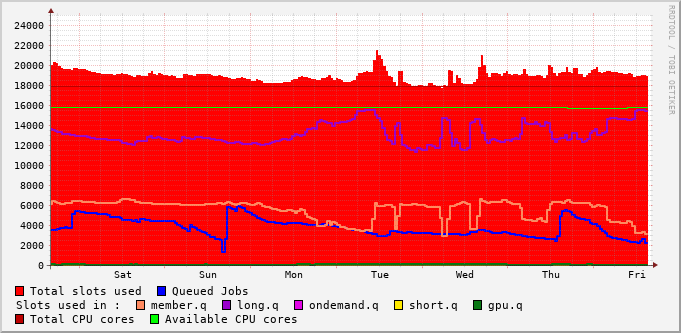 RRDTOOL / TOBI OETIKER
24000
22000
20000
18000
16000
14000
12000
10000
8000
6000
4000
2000
0
Sat Sun Mon Tue Wed Thu Fri
Total slots used Queued Jobs
Slots used in : member.q long.q ondemand.q short.q gpu.q
Total CPU cores Available CPU cores